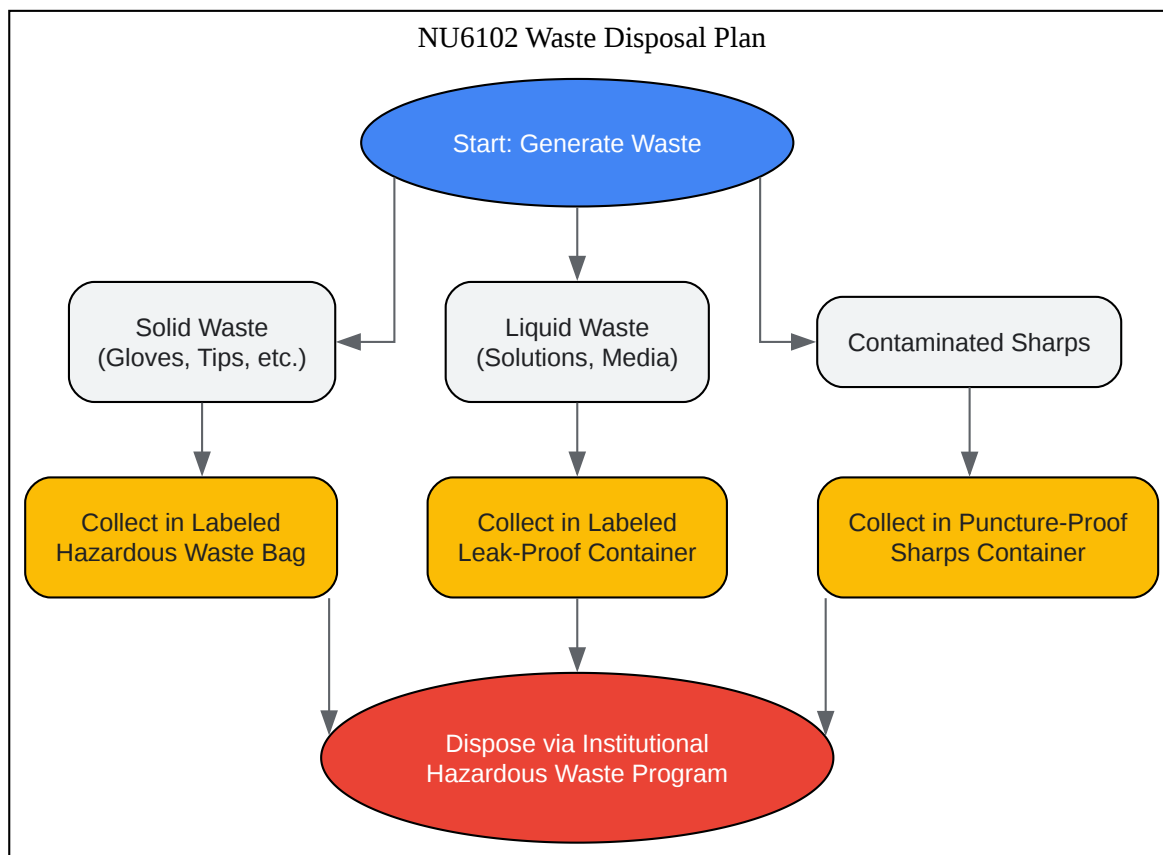 NU6102 Waste Disposal Plan
Start: Generate Waste
Solid Waste
(Gloves, Tips, etc.)
Liquid Waste
(Solutions, Media)
Contaminated Sharps
Collect in Labeled
Hazardous Waste Bag
Collect in Labeled
Leak-Proof Container
Collect in Puncture-Proof
Sharps Container
Dispose via Institutional
Hazardous Waste Program